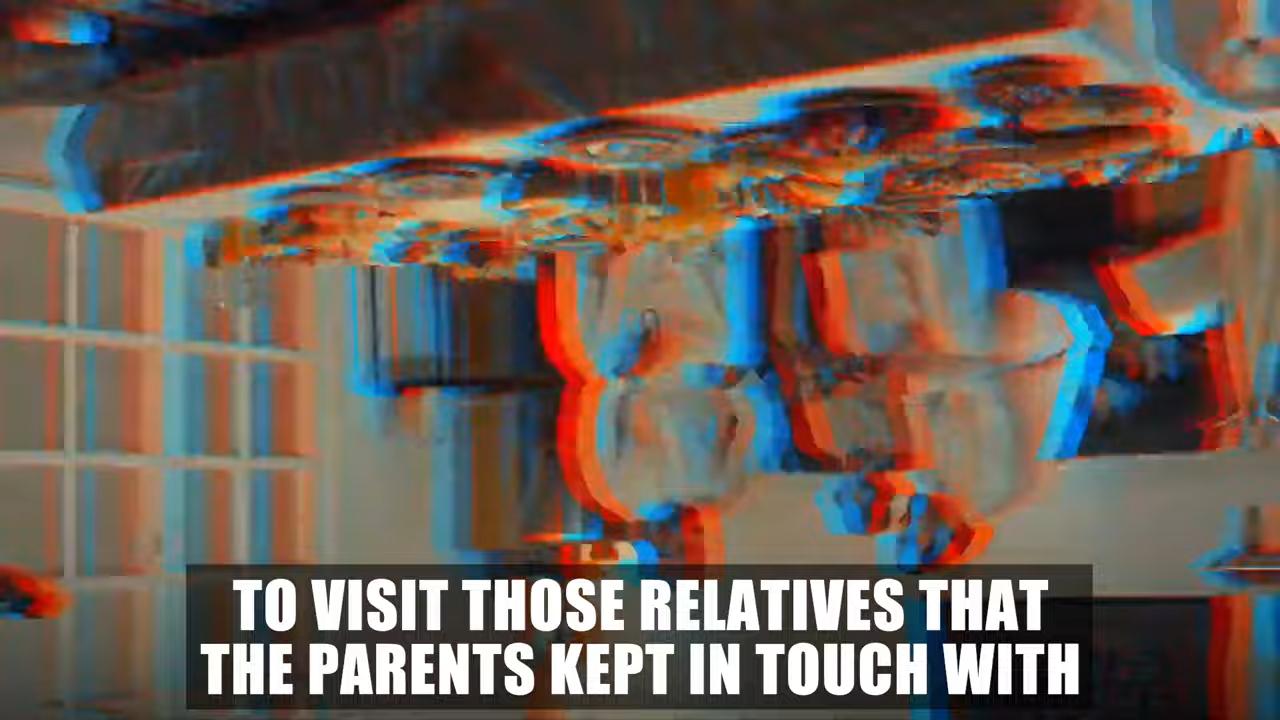 TO VISIT THOSE RELATIVES THAT
THE PARENTS KEPT IN TOUCH WITH